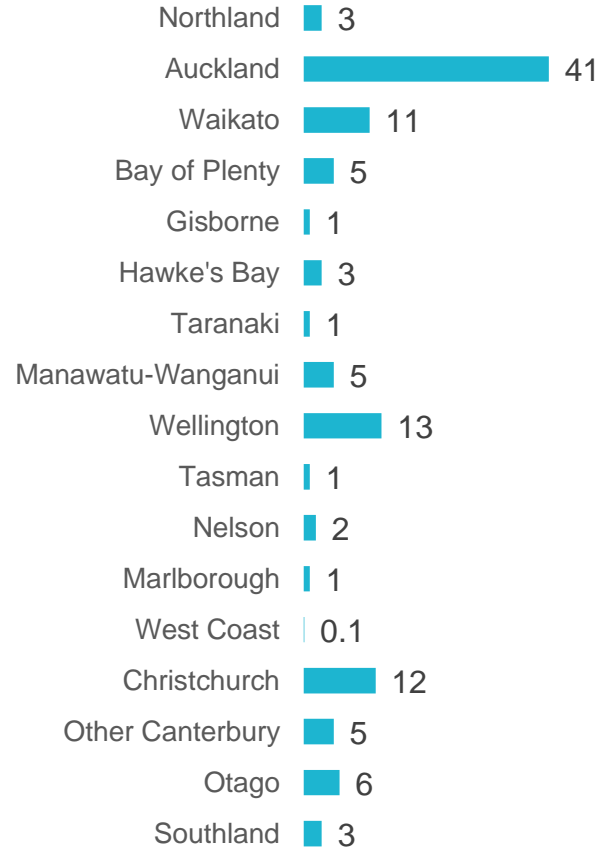 Northland 3
Auckland 41
Waikato 11
Bay of Plenty 5
Gisborne 1
Hawke's Bay 3
Taranaki 1
Manawatu-Wanganui 5
Wellington 13
Tasman 1
Nelson 2
Marlborough 1
West Coast 0.1
Christchurch 12
Other Canterbury 5
Otago 6
Southland 3